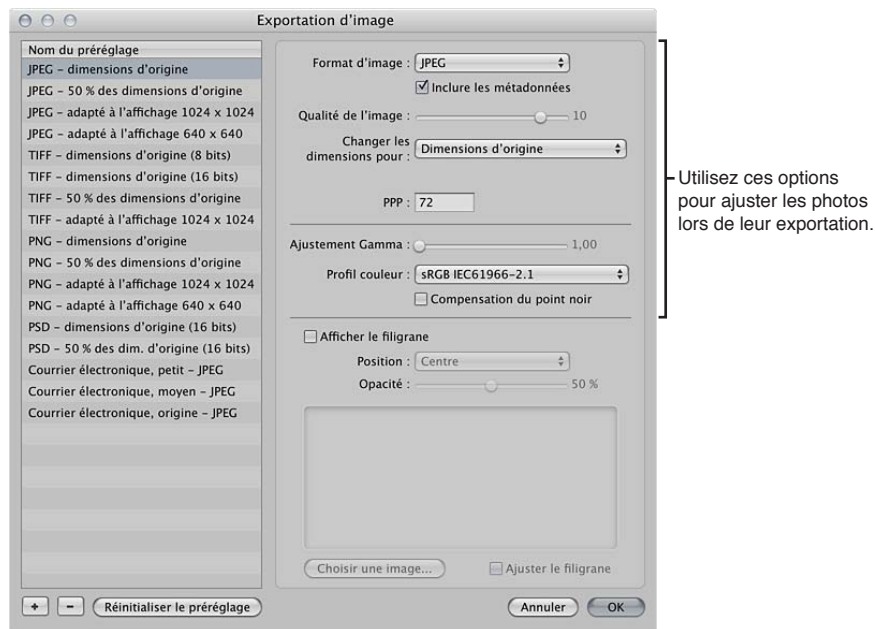 Exportation d'image
Nom du préréglage
JPEG – dimensions d'origine
JPEG – 50 % des dimensions d'origine
JPEG – adapté à l'affichage 1024 x 1024
JPEG – adapté à l'affichage 640 x 640
TIFF – dimensions d'origine (8 bits)
TIFF – dimensions d'origine (16 bits)
TIFF – 50 % des dimensions d'origine
TIFF – adapté à l'affichage 1024 x 1024
PNG – dimensions d'origine
PNG – 50 % des dimensions d'origine
PNG – adapté à l'affichage 1024 x 1024
PNG – adapté à l'affichage 640 x 640
PSD – dimensions d'origine (16 bits)
PSD – 50 % des dim. d'origine (16 bits)
Courrier électronique, petit – JPEG
Courrier électronique, moyen – JPEG
Courrier électronique, origine – JPEG
+ − Réinitialiser le préréglage
Format d'image : JPEG
Inclure les métadonnées
Qualité de l'image : 10
Changer les
dimensions pour : Dimensions d'origine
PPP : 72
Ajustement Gamma : 1,00
Profil couleur : sRGB IEC61966-2.1
Compensation du point noir
Afficher le filigrane
Position : Centre
Opacité : 50 %
Choisir une image... Ajuster le filigrane
Annuler OK
Utilisez ces options
pour ajuster les photos
lors de leur exportation.